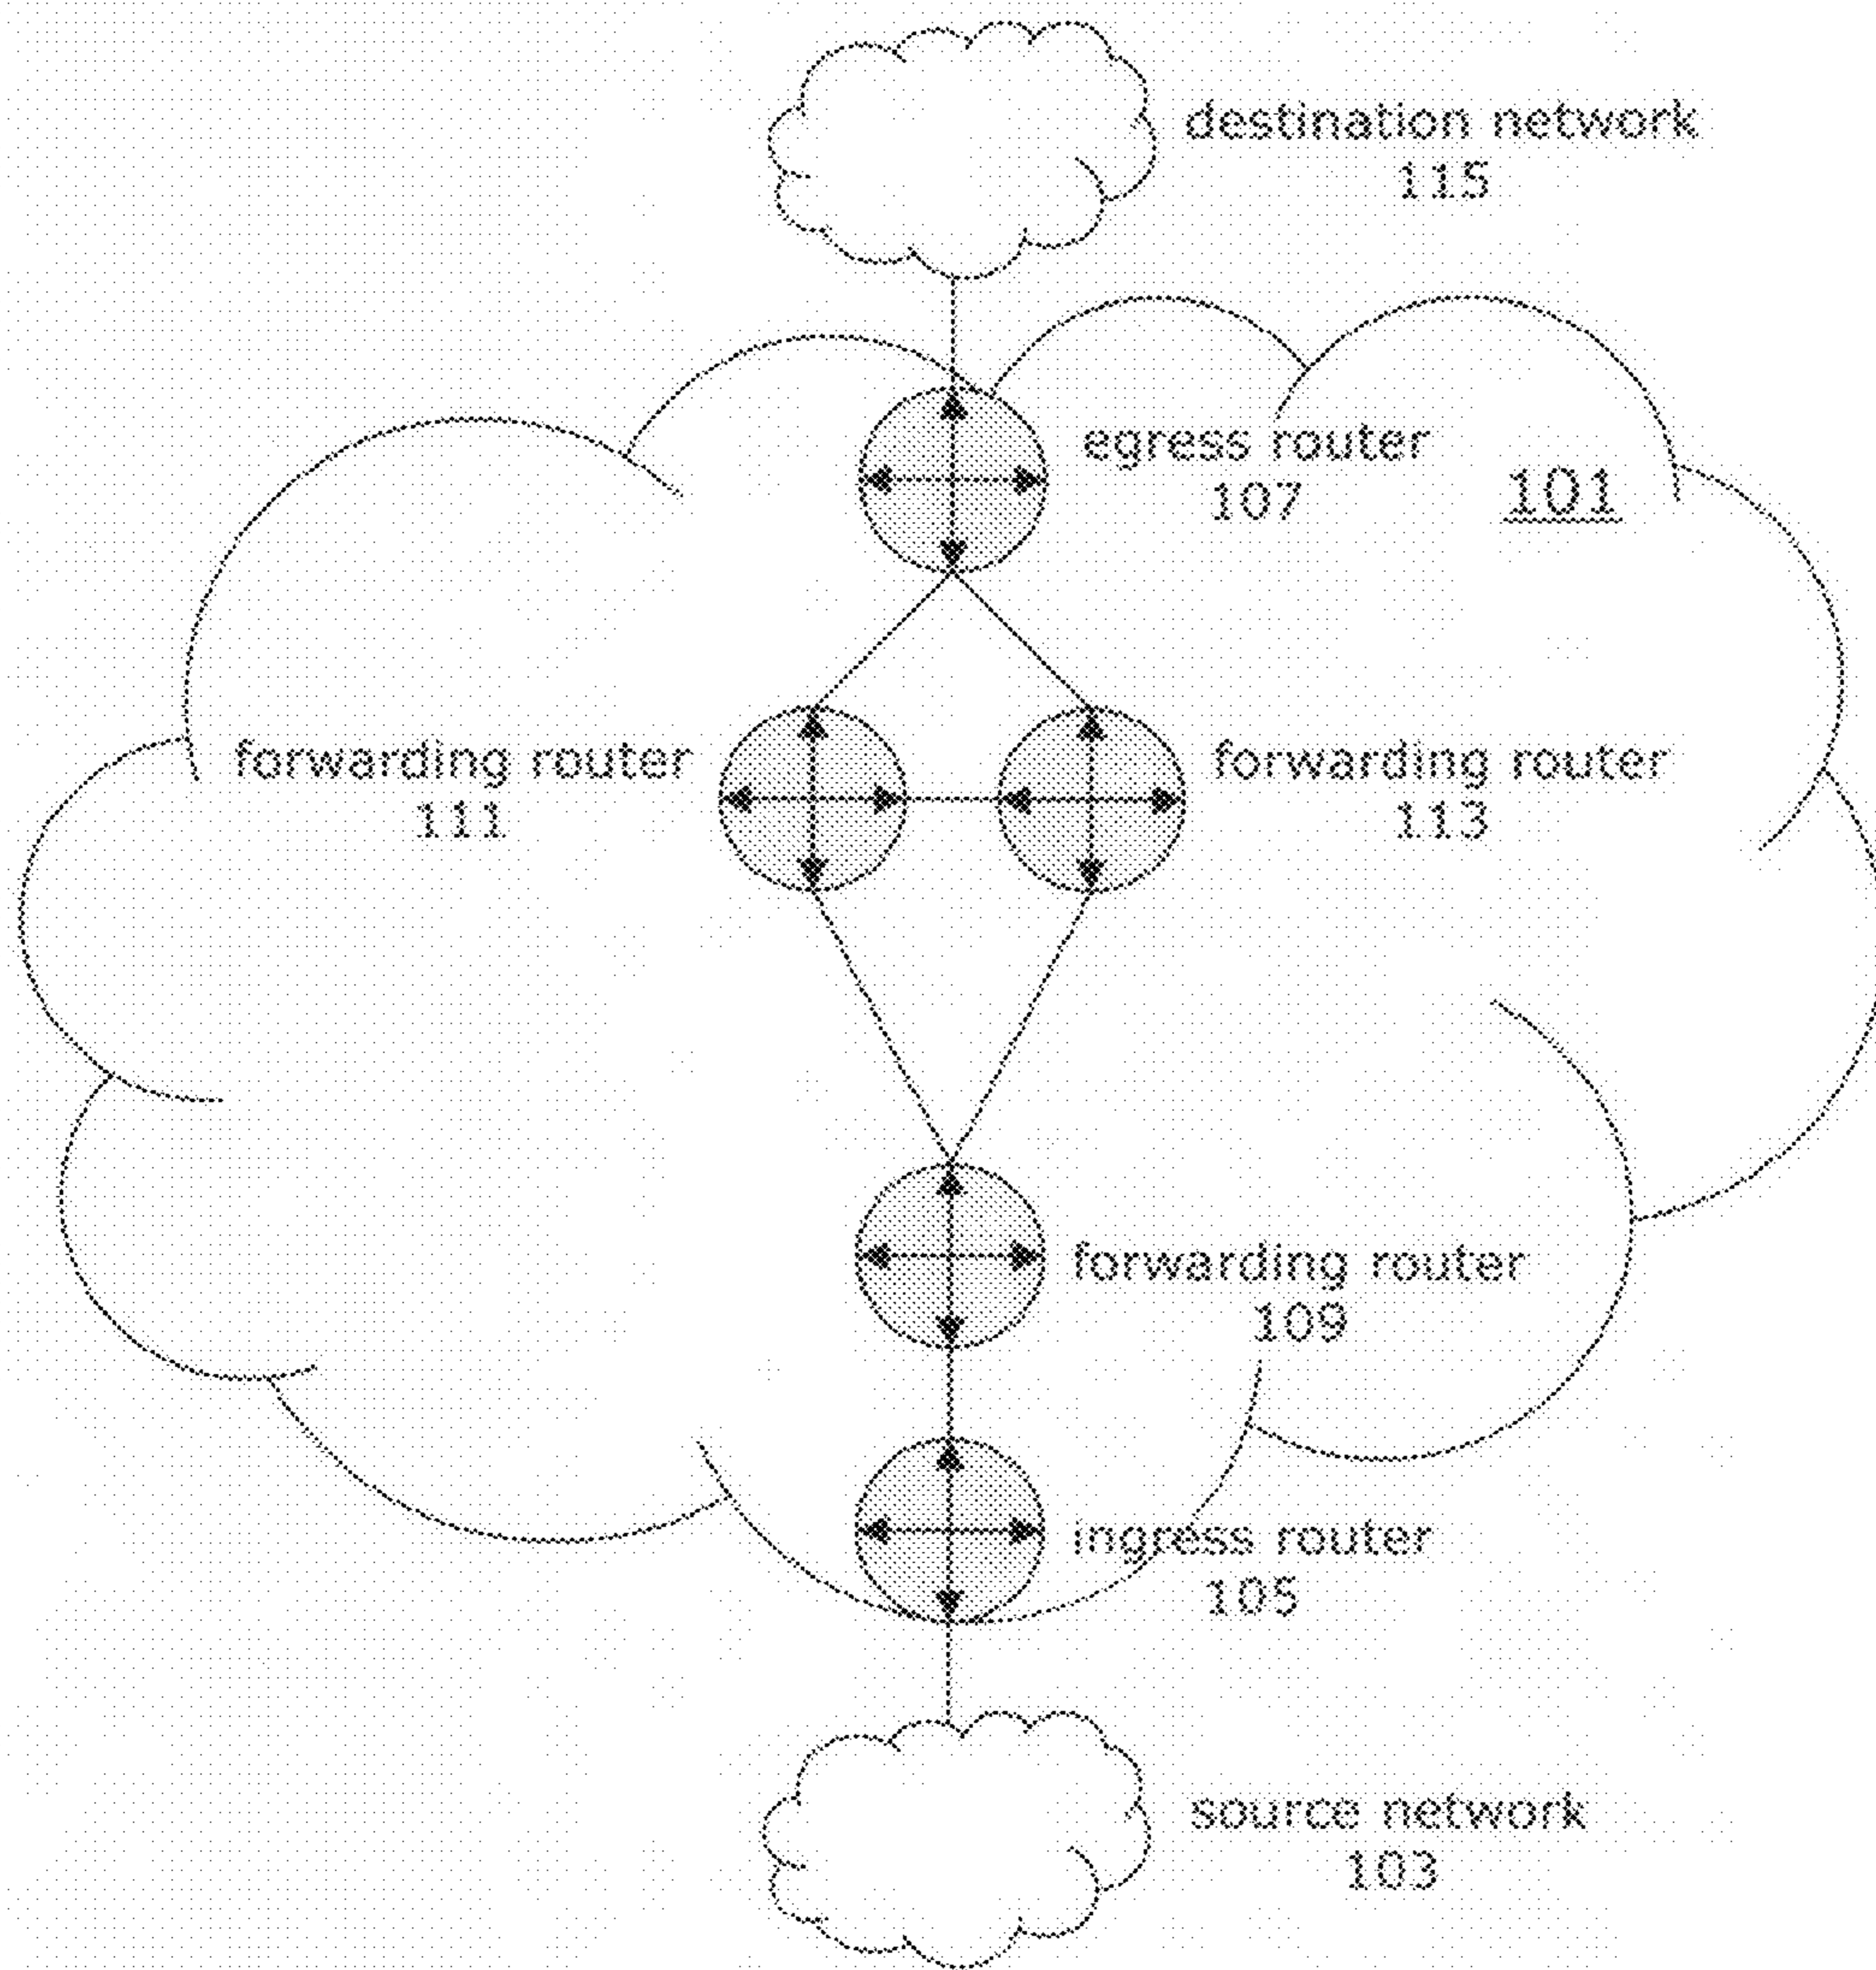 destination network
115
egress router
107
101
forwarding router
111
forwarding router
113
forwarding router
109
ingress router
105
source network
103